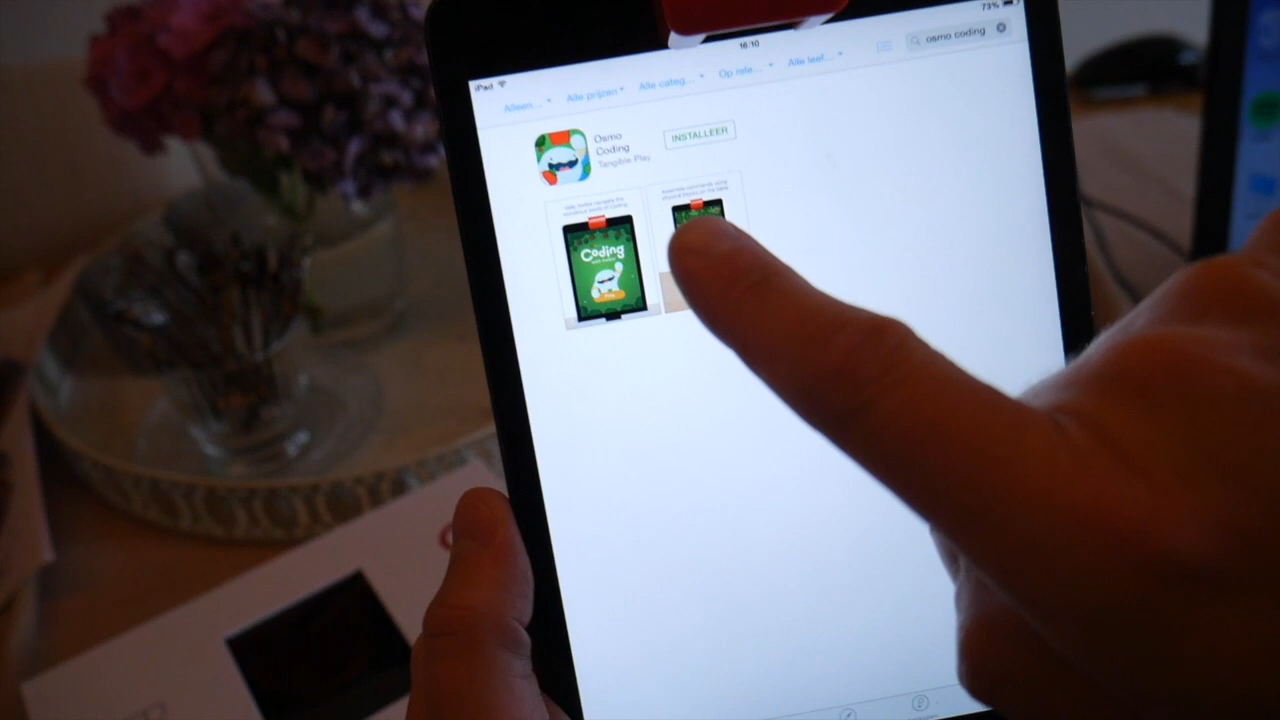 iPad
16:10
73%
Alleen... Alle prijzen Alle categ... Op rele... Alle leef...
osmo coding
Osmo
Coding
Tangible Play
INSTALLEER
Coding